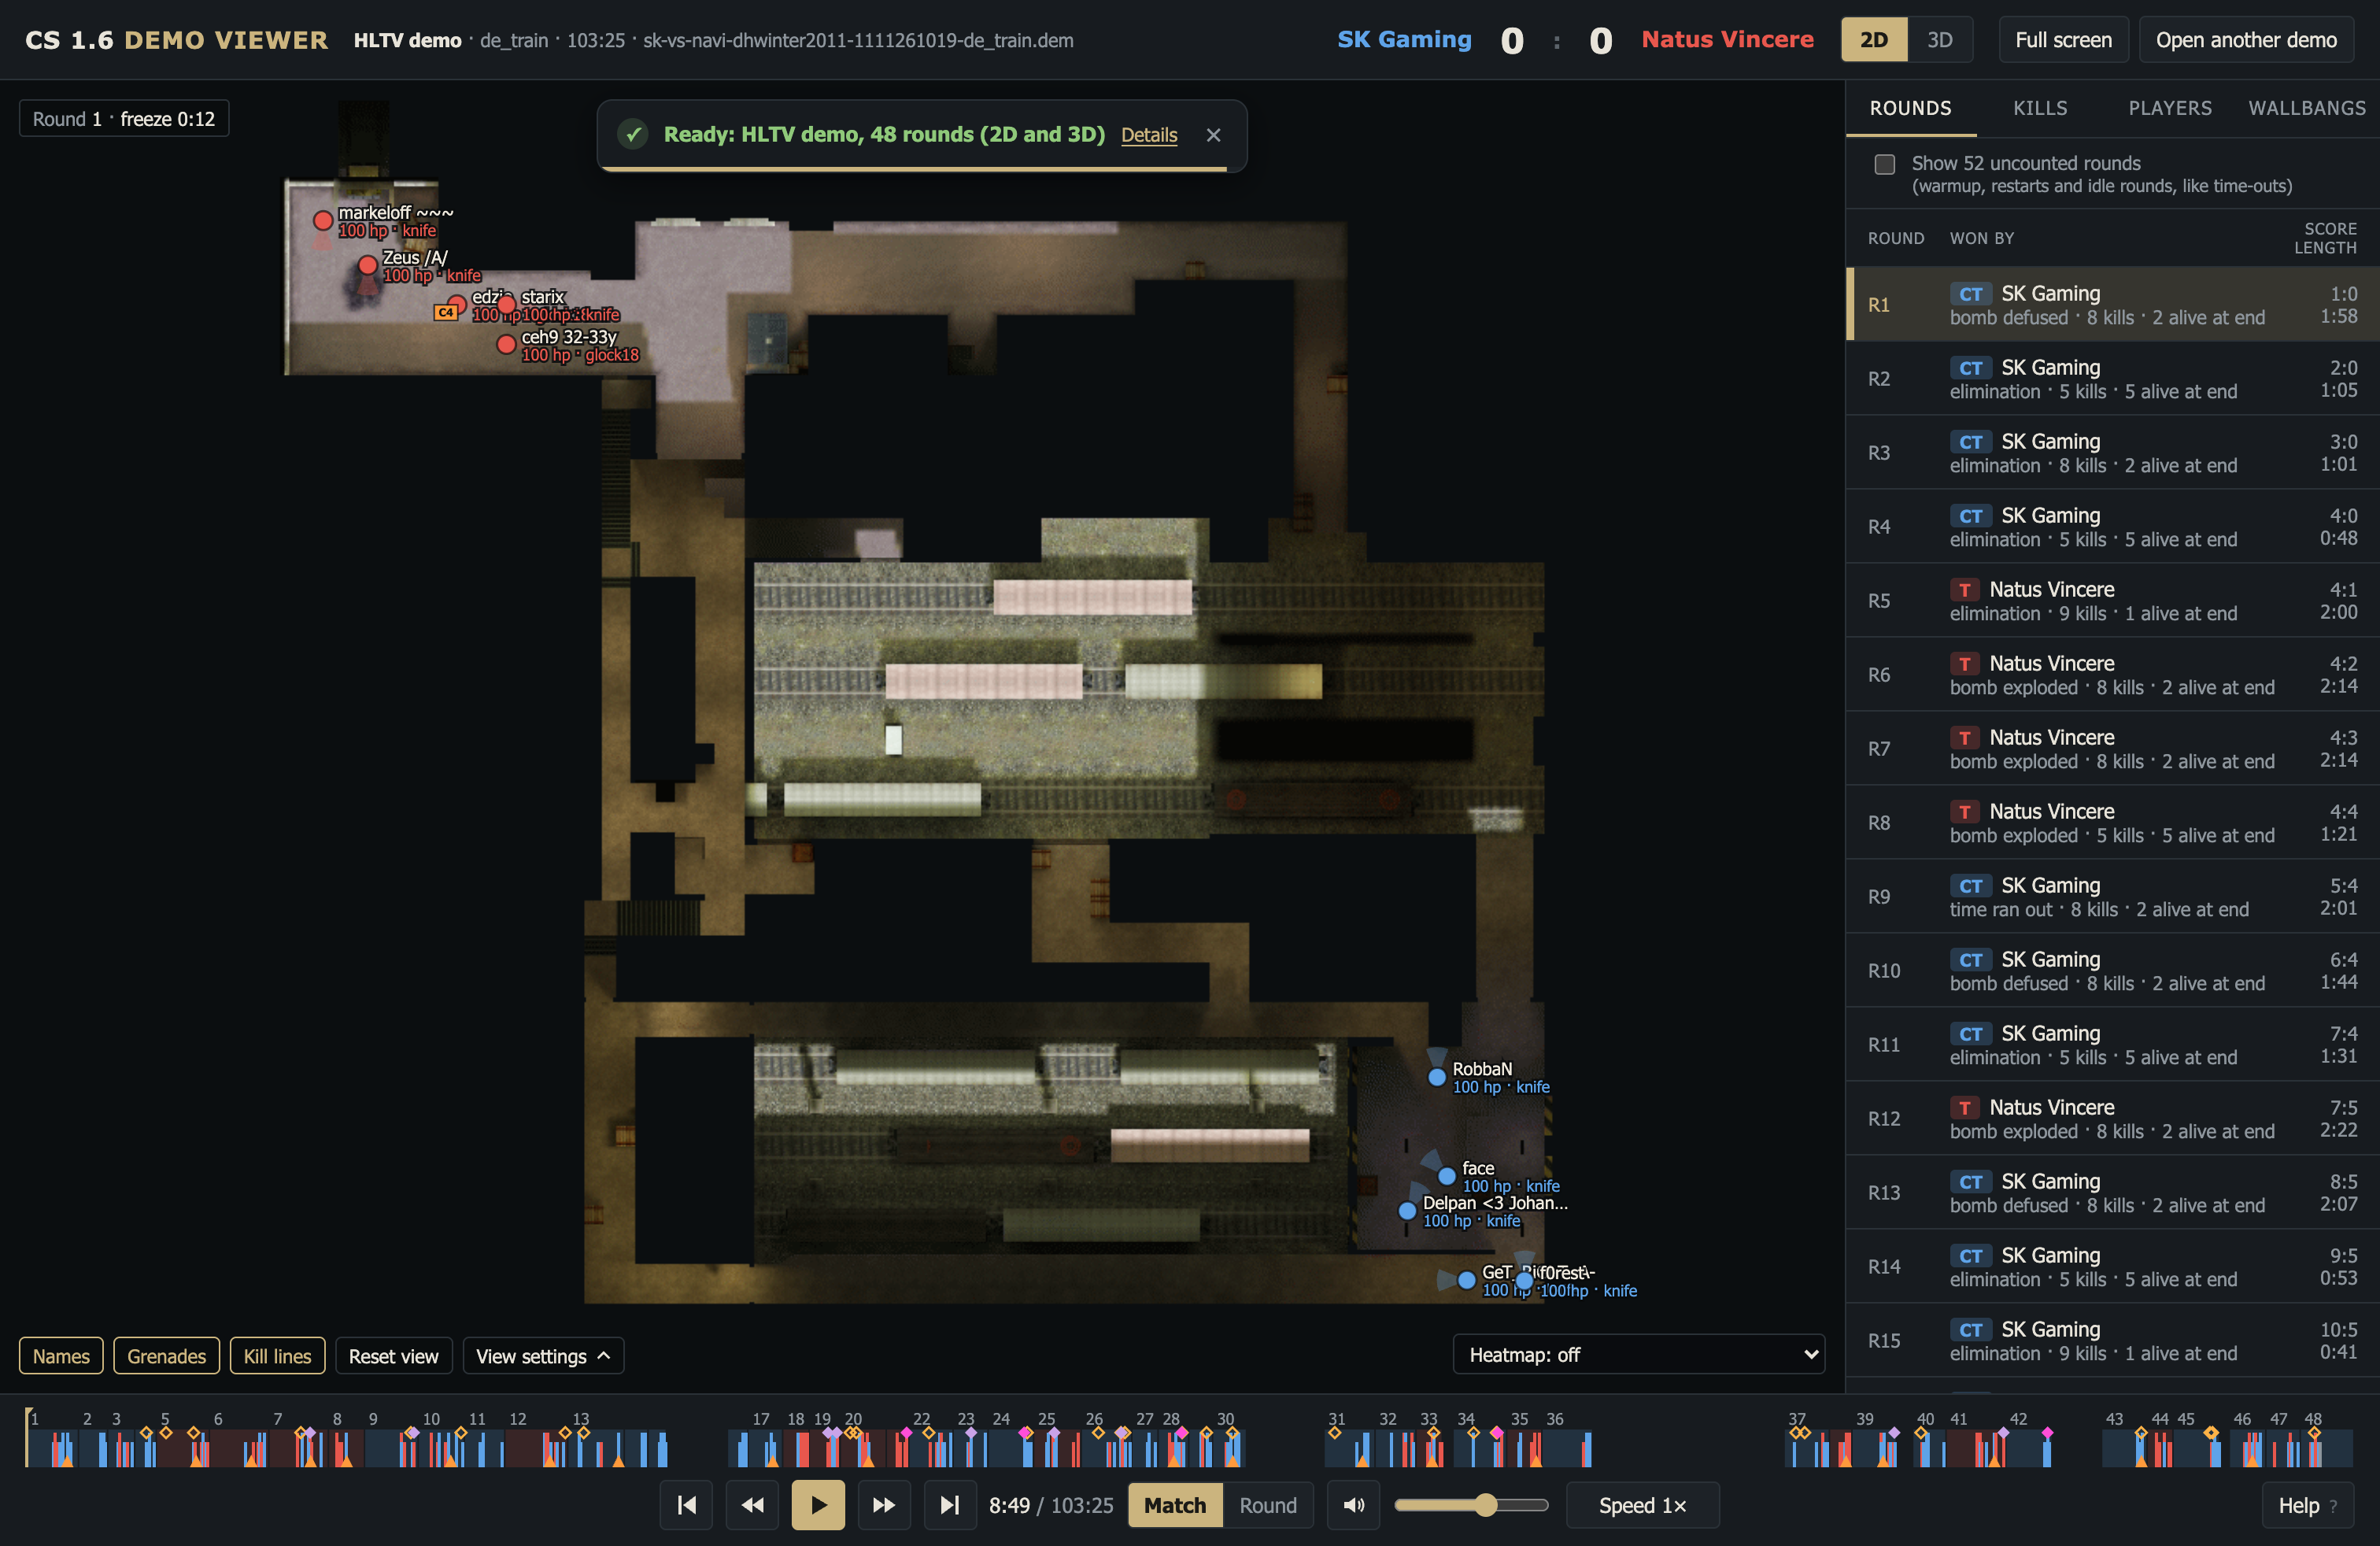 CS 1.6 DEMO VIEWER HLTV demo · de_train · 103:25 · sk-vs-navi-dhwinter2011-1111261019-de_train.dem
SK Gaming 0 : 0 Natus Vincere
2D 3D Full screen Open another demo
Round 1 · freeze 0:12
✓ Ready: HLTV demo, 48 rounds (2D and 3D) Details ×
markeloff ~~~
100 hp · knife
Zeus /A/
100 hp · knife
C4
starix
ceh9 32-33y
100 hp · glock18
RobbaN
100 hp · knife
face
100 hp · knife
Delpan <3 Johan...
100 hp · knife
Names Grenades Kill lines Reset view View settings
Heatmap: off
ROUNDS KILLS PLAYERS WALLBANGS
Show 52 uncounted rounds
(warmup, restarts and idle rounds, like time-outs)
ROUND WON BY SCORE
LENGTH
R1 CT SK Gaming 1:0
bomb defused · 8 kills · 2 alive at end 1:58
R2 CT SK Gaming 2:0
elimination · 5 kills · 5 alive at end 1:05
R3 CT SK Gaming 3:0
elimination · 8 kills · 2 alive at end 1:01
R4 CT SK Gaming 4:0
elimination · 5 kills · 5 alive at end 0:48
R5 T Natus Vincere 4:1
elimination · 9 kills · 1 alive at end 2:00
R6 T Natus Vincere 4:2
bomb exploded · 8 kills · 2 alive at end 2:14
R7 T Natus Vincere 4:3
bomb exploded · 8 kills · 2 alive at end 2:14
R8 T Natus Vincere 4:4
bomb exploded · 5 kills · 5 alive at end 1:21
R9 CT SK Gaming 5:4
time ran out · 8 kills · 2 alive at end 2:01
R10 CT SK Gaming 6:4
bomb defused · 8 kills · 2 alive at end 1:44
R11 CT SK Gaming 7:4
elimination · 5 kills · 5 alive at end 1:31
R12 T Natus Vincere 7:5
bomb exploded · 8 kills · 2 alive at end 2:22
R13 CT SK Gaming 8:5
bomb defused · 8 kills · 2 alive at end 2:07
R14 CT SK Gaming 9:5
elimination · 5 kills · 5 alive at end 0:53
R15 CT SK Gaming 10:5
elimination · 9 kills · 1 alive at end 0:41
1 2 3 5 6 7 8 9 10 11 12 13 17 18 19 20 22 23 24 25 26 27 28 30 31 32 33 34 35 36 37 39 40 41 42 43 44 45 46 47 48
8:49 / 103:25 Match Round Speed 1× Help ?